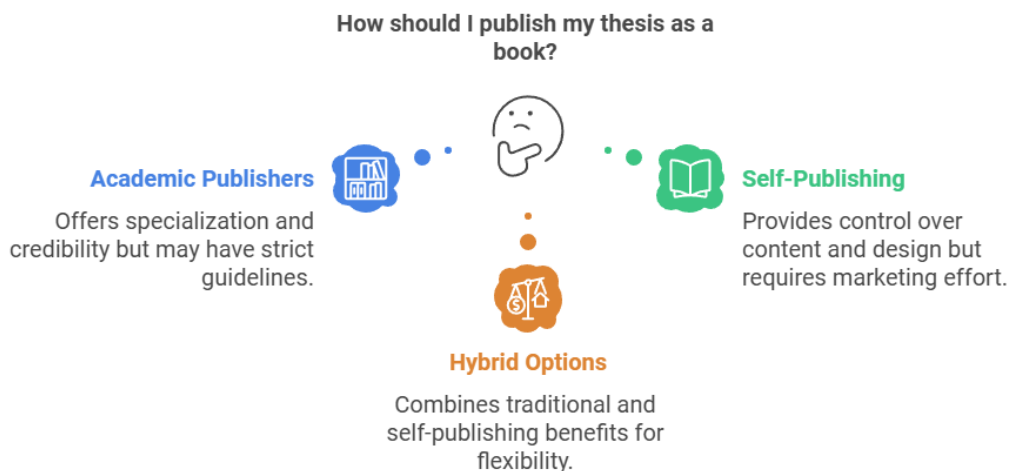 How should I publish my thesis as a
book?
Academic Publishers
Offers specialization and
credibility but may have strict
guidelines.
Self-Publishing
Provides control over
content and design but
requires marketing effort.
$
Hybrid Options
Combines traditional and
self-publishing benefits for
flexibility.